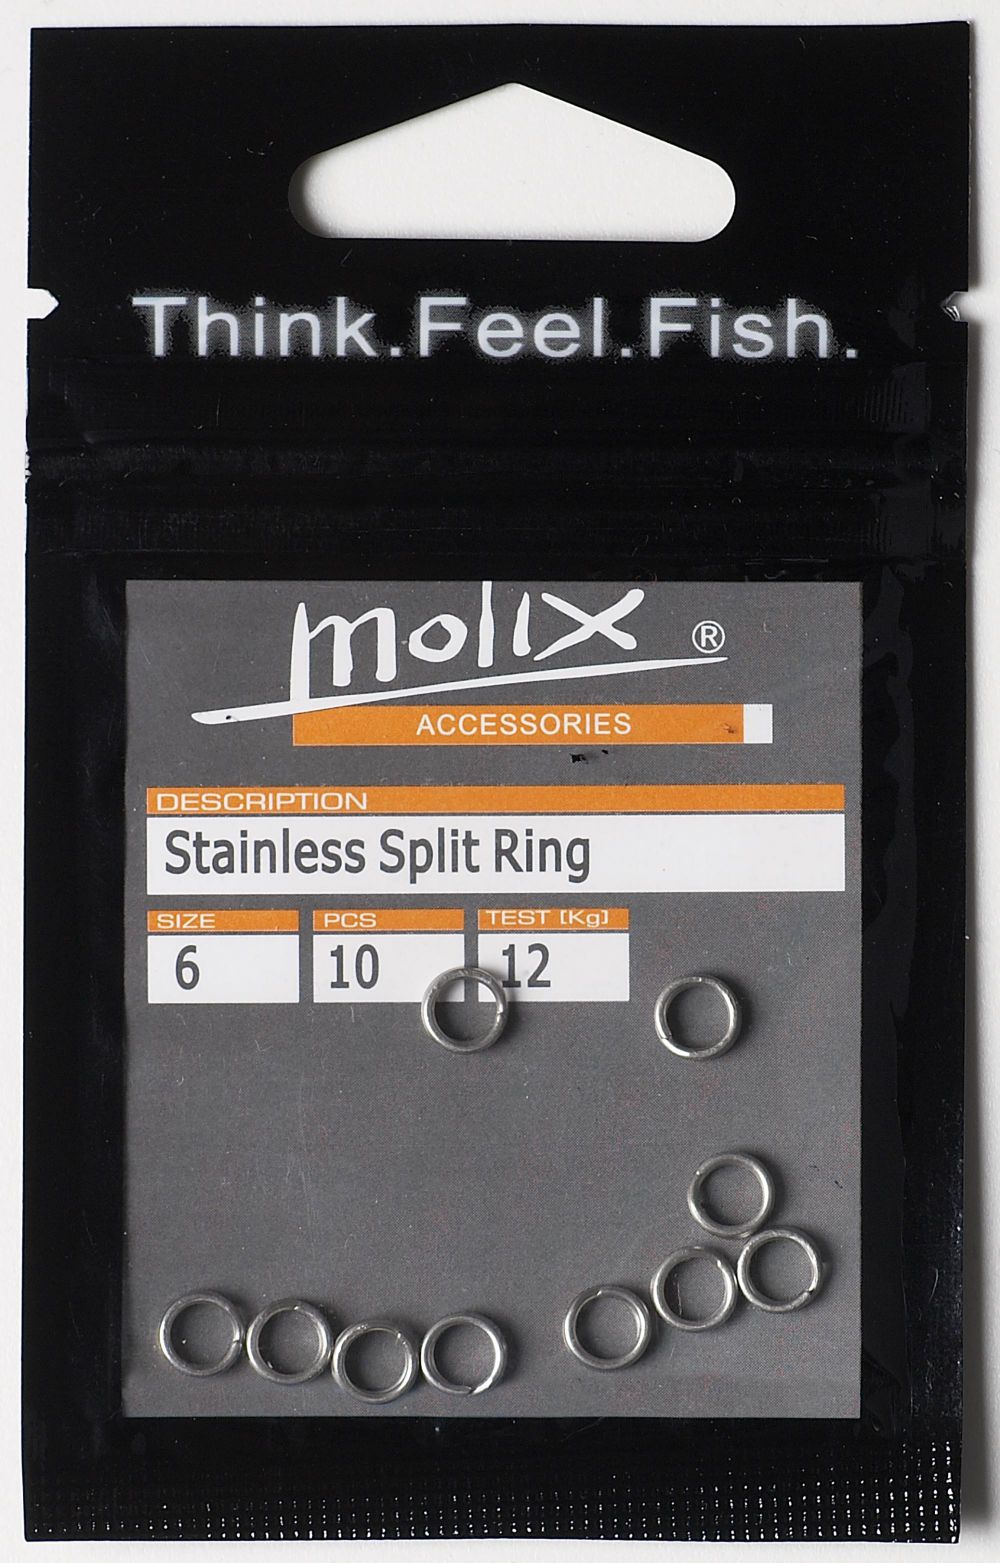 Think.Feel.Fish.
molix ®
ACCESSORIES
DESCRIPTION
Stainless Split Ring
SIZE PCS TEST [Kg]
6 10 12